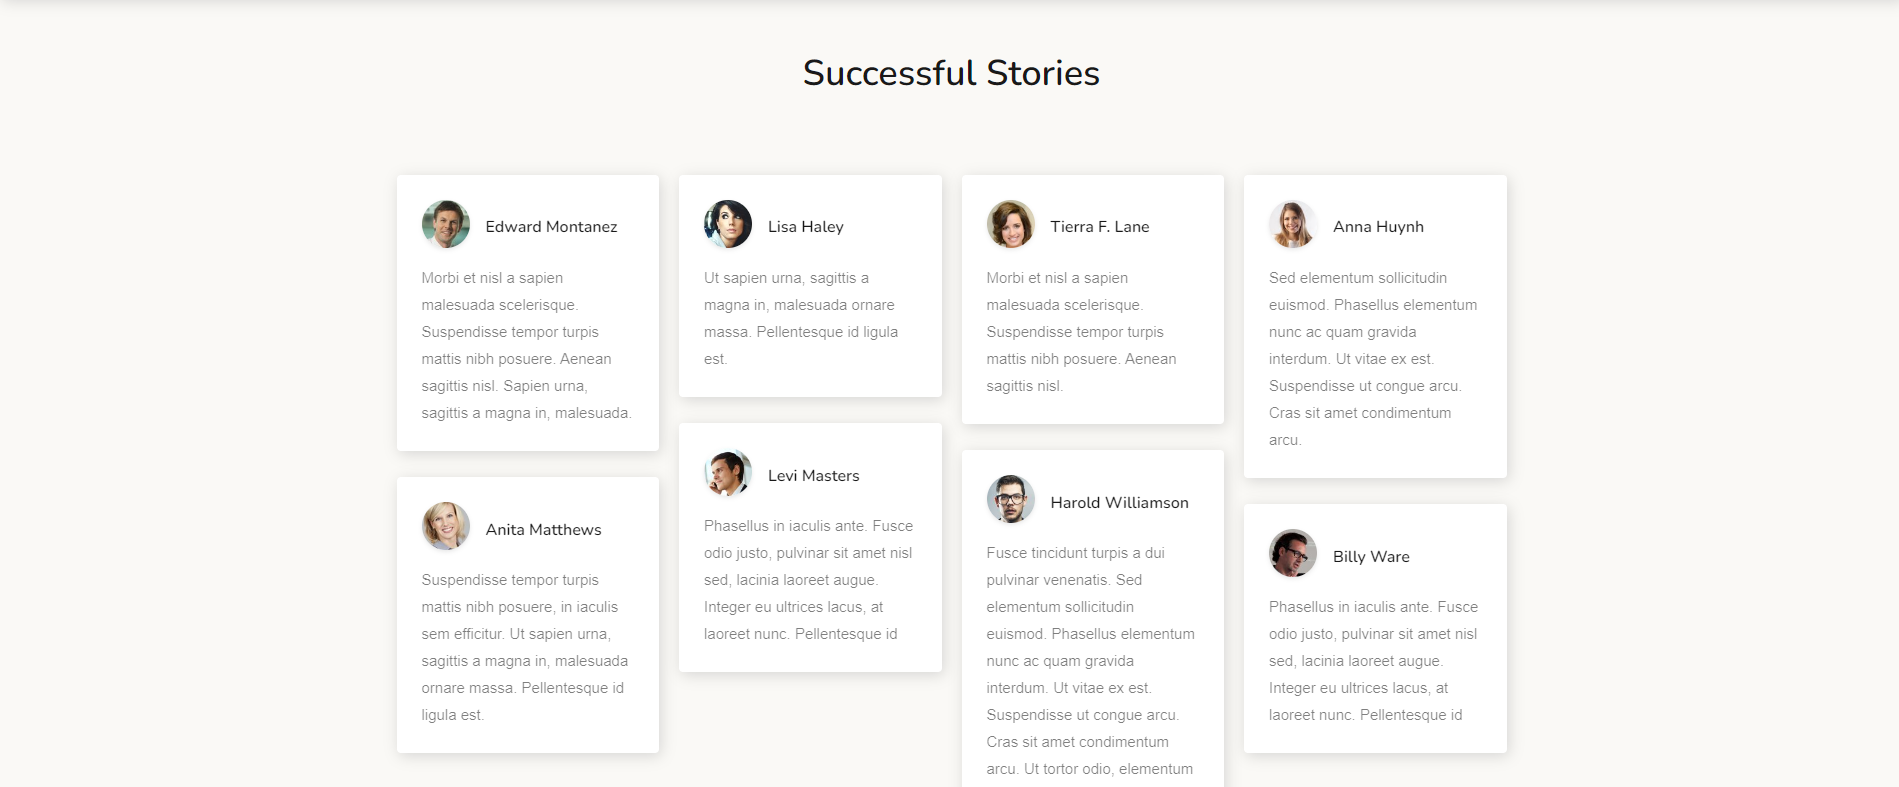 Successful Stories
Edward Montanez
Morbi et nisl a sapien
malesuada scelerisque.
Suspendisse tempor turpis
mattis nibh posuere. Aenean
sagittis nisl. Sapien urna,
sagittis a magna in, malesuada.
Anita Matthews
Suspendisse tempor turpis
mattis nibh posuere, in iaculis
sem efficitur. Ut sapien urna,
sagittis a magna in, malesuada
ornare massa. Pellentesque id
ligula est.
Lisa Haley
Ut sapien urna, sagittis a
magna in, malesuada ornare
massa. Pellentesque id ligula
est.
Levi Masters
Phasellus in iaculis ante. Fusce
odio justo, pulvinar sit amet nisl
sed, lacinia laoreet augue.
Integer eu ultrices lacus, at
laoreet nunc. Pellentesque id
Tierra F. Lane
Morbi et nisl a sapien
malesuada scelerisque.
Suspendisse tempor turpis
mattis nibh posuere. Aenean
sagittis nisl.
Harold Williamson
Fusce tincidunt turpis a dui
pulvinar venenatis. Sed
elementum sollicitudin
euismod. Phasellus elementum
nunc ac quam gravida
interdum. Ut vitae ex est.
Suspendisse ut congue arcu.
Cras sit amet condimentum
arcu. Ut tortor odio, elementum
Anna Huynh
Sed elementum sollicitudin
euismod. Phasellus elementum
nunc ac quam gravida
interdum. Ut vitae ex est.
Suspendisse ut congue arcu.
Cras sit amet condimentum
arcu.
Billy Ware
Phasellus in iaculis ante. Fusce
odio justo, pulvinar sit amet nisl
sed, lacinia laoreet augue.
Integer eu ultrices lacus, at
laoreet nunc. Pellentesque id